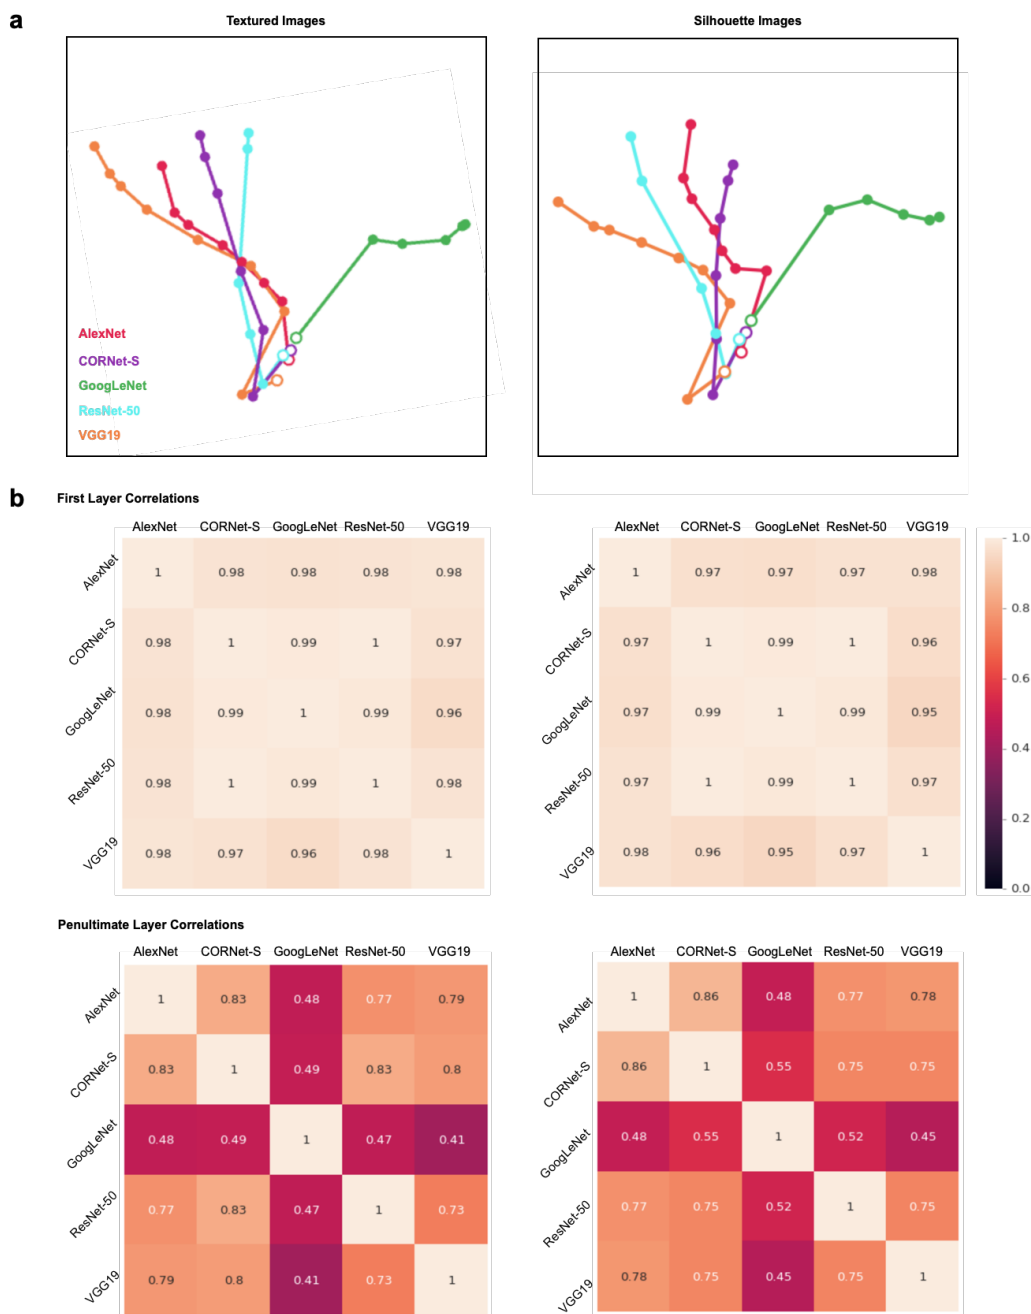 a
Textured Images
Silhouette Images
AlexNet
CORNet-S
GoogLeNet
ResNet-50
VGG19
b
First Layer Correlations
AlexNet CORNet-S GoogLeNet ResNet-50 VGG19
AlexNet 1 0.98 0.98 0.98 0.98
CORNet-S 0.98 1 0.99 1 0.97
GoogLeNet 0.98 0.99 1 0.99 0.96
ResNet-50 0.98 1 0.99 1 0.98
VGG19 0.98 0.97 0.96 0.98 1
AlexNet CORNet-S GoogLeNet ResNet-50 VGG19
AlexNet 1 0.97 0.97 0.97 0.98
CORNet-S 0.97 1 0.99 1 0.96
GoogLeNet 0.97 0.99 1 0.99 0.95
ResNet-50 0.97 1 0.99 1 0.97
VGG19 0.98 0.96 0.95 0.97 1
1.0
0.8
0.6
0.4
0.2
0.0
Penultimate Layer Correlations
AlexNet CORNet-S GoogLeNet ResNet-50 VGG19
AlexNet 1 0.83 0.48 0.77 0.79
CORNet-S 0.83 1 0.49 0.83 0.8
GoogLeNet 0.48 0.49 1 0.47 0.41
ResNet-50 0.77 0.83 0.47 1 0.73
VGG19 0.79 0.8 0.41 0.73 1
AlexNet CORNet-S GoogLeNet ResNet-50 VGG19
AlexNet 1 0.86 0.48 0.77 0.78
CORNet-S 0.86 1 0.55 0.75 0.75
GoogLeNet 0.48 0.55 1 0.52 0.45
ResNet-50 0.77 0.75 0.52 1 0.75
VGG19 0.78 0.75 0.45 0.75 1